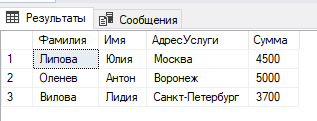 Результаты Сообщения
Фамилия Имя АдресУслуги Сумма
1 Липова Юлия Москва 4500
2 Оленев Антон Воронеж 5000
3 Вилова Лидия Санкт-Петербург 3700